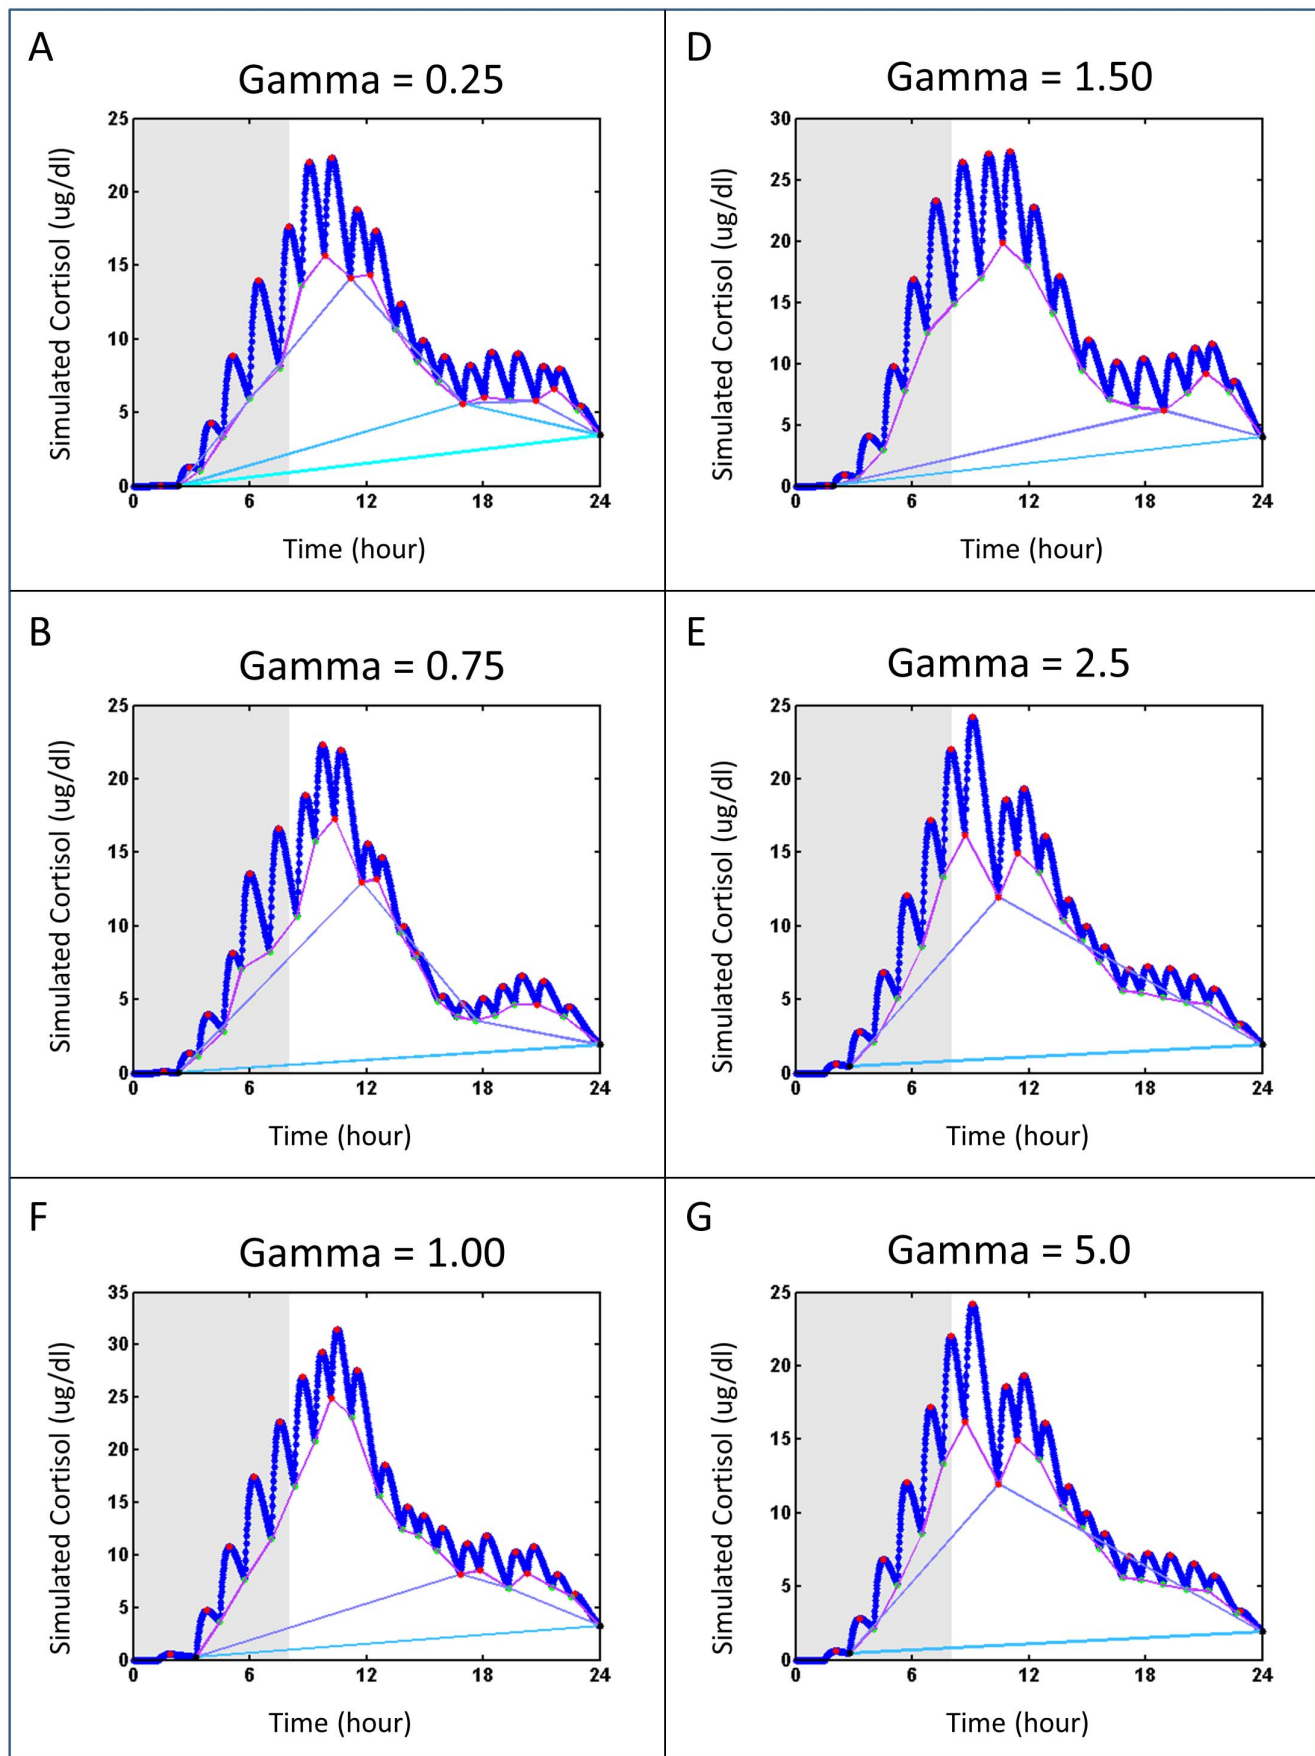 A
Gamma = 0.25
Simulated Cortisol (ug/dl)
25
20
15
10
5
0
0 6 12 18 24
Time (hour)
D
Gamma = 1.50
Simulated Cortisol (ug/dl)
30
25
20
15
10
5
0
0 6 12 18 24
Time (hour)
B
Gamma = 0.75
Simulated Cortisol (ug/dl)
25
20
15
10
5
0
0 6 12 18 24
Time (hour)
E
Gamma = 2.5
Simulated Cortisol (ug/dl)
25
20
15
10
5
0
0 6 12 18 24
Time (hour)
F
Gamma = 1.00
Simulated Cortisol (ug/dl)
35
30
25
20
15
10
5
0
0 6 12 18 24
Time (hour)
G
Gamma = 5.0
Simulated Cortisol (ug/dl)
25
20
15
10
5
0
0 6 12 18 24
Time (hour)